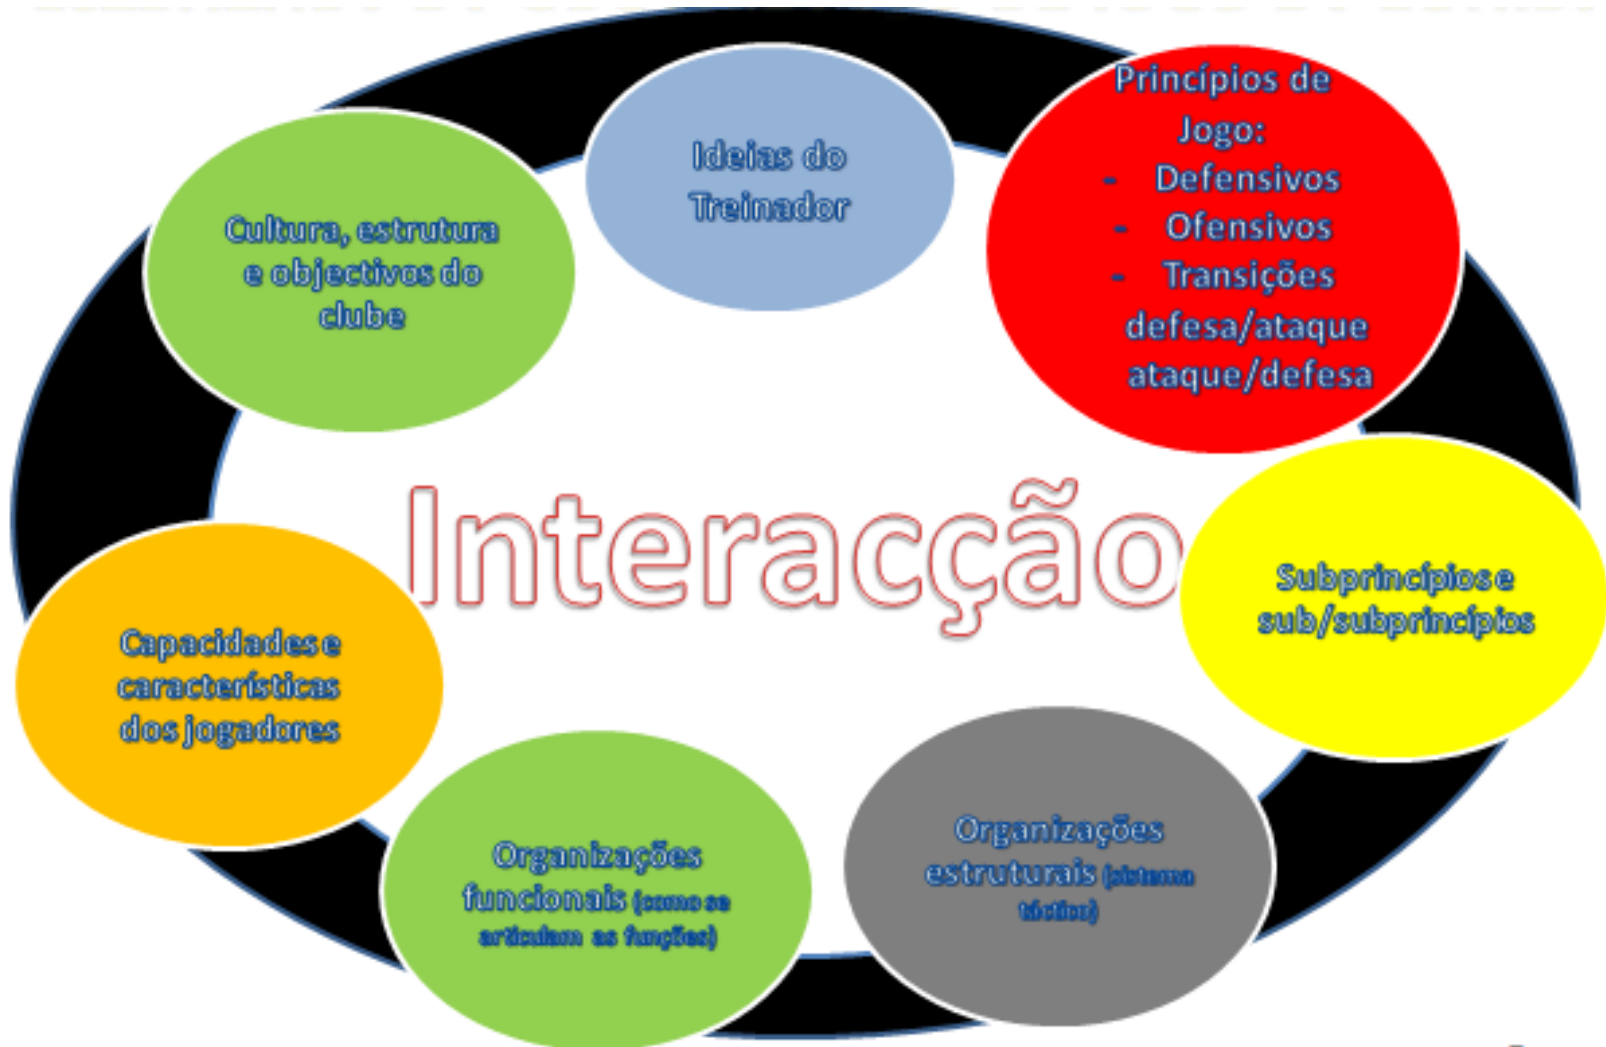 Ideias do
Treinador
Princípios de
Jogo:
- Defensivos
- Ofensivos
- Transições
defesa/ataque
ataque/defesa
Subprincípios e
sub/subprincípios
Organizações
estruturais (sistema
táctico)
Organizações
funcionais (como se
articulam as funções)
Capacidades e
características
dos jogadores
Cultura, estrutura
e objectivos do
clube
Interacção